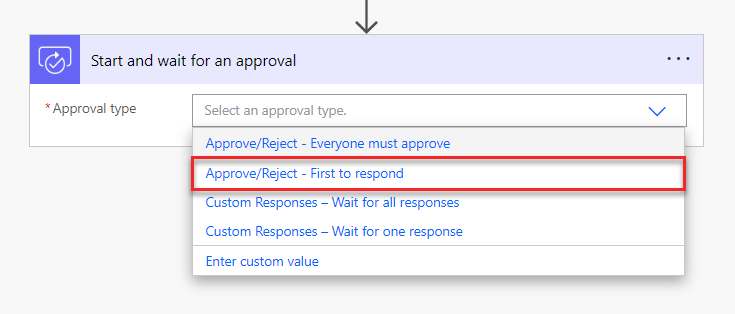 Start and wait for an approval
* Approval type
Select an approval type.
Approve/Reject - Everyone must approve
Approve/Reject - First to respond
Custom Responses – Wait for all responses
Custom Responses – Wait for one response
Enter custom value